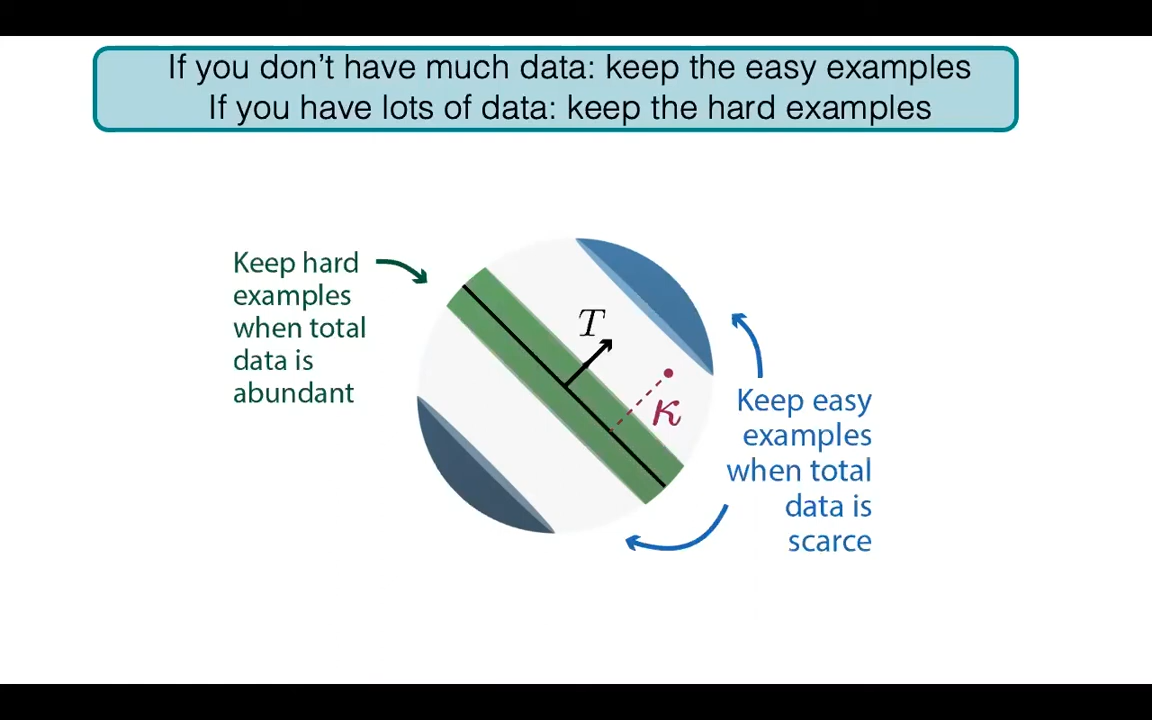 If you don't have much data: keep the easy examples
If you have lots of data: keep the hard examples
Keep hard
examples
when total
data is
abundant
T
κ
Keep easy
examples
when total
data is
scarce